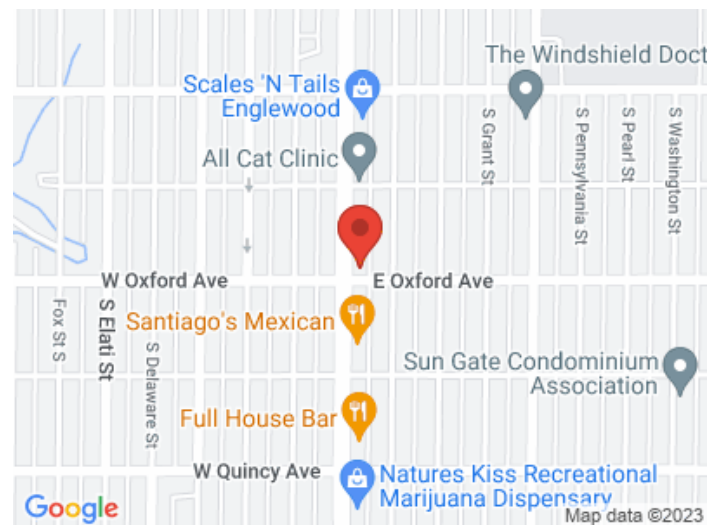 The Windshield Doct
Scales 'N Tails
Englewood
S Grant St
S Pennsylvania St
S Pearl St
S Washington St
All Cat Clinic
W Oxford Ave
E Oxford Ave
Fox St S
S Elati St
S Delaware St
Santiago's Mexican
Sun Gate Condominium
Association
Full House Bar
W Quincy Ave
Natures Kiss Recreational
Marijuana Dispensary
Google
Map data ©2023